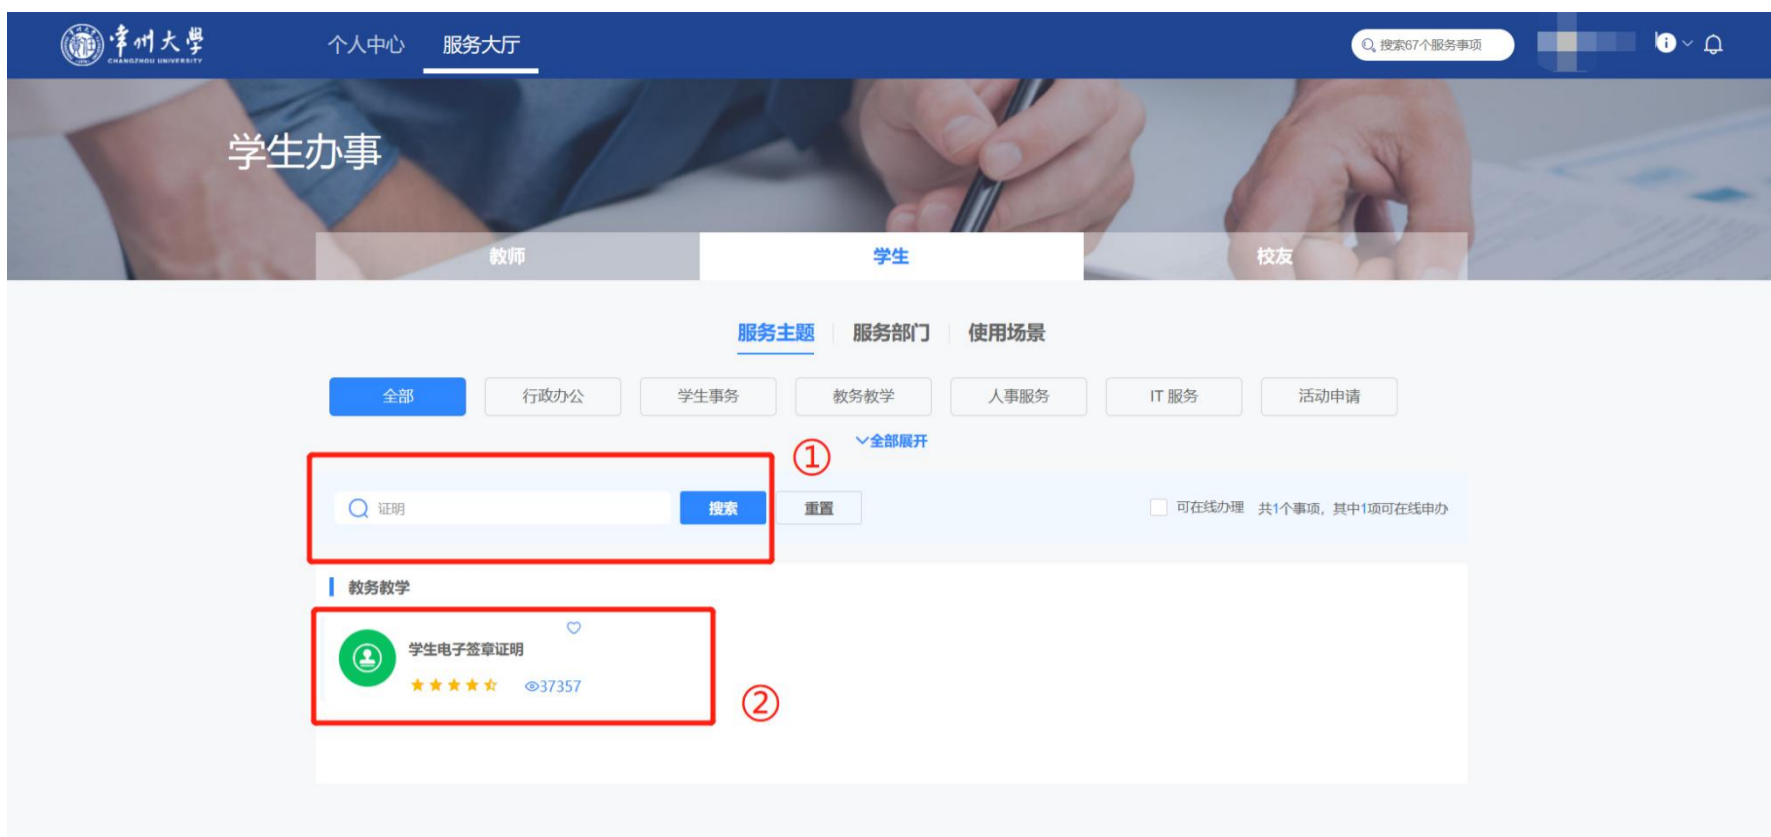 常州大學
CHANGZHOU UNIVERSITY
个人中心 服务大厅
搜索67个服务事项
学生办事
教师 学生 校友
服务主题 服务部门 使用场景
全部 行政办公 学生事务 教务教学 人事服务 IT 服务 活动申请
全部展开
①
证明 搜索 重置 可在线办理 共1个事项，其中1项可在线申办
教务教学
学生电子签章证明
37357
②